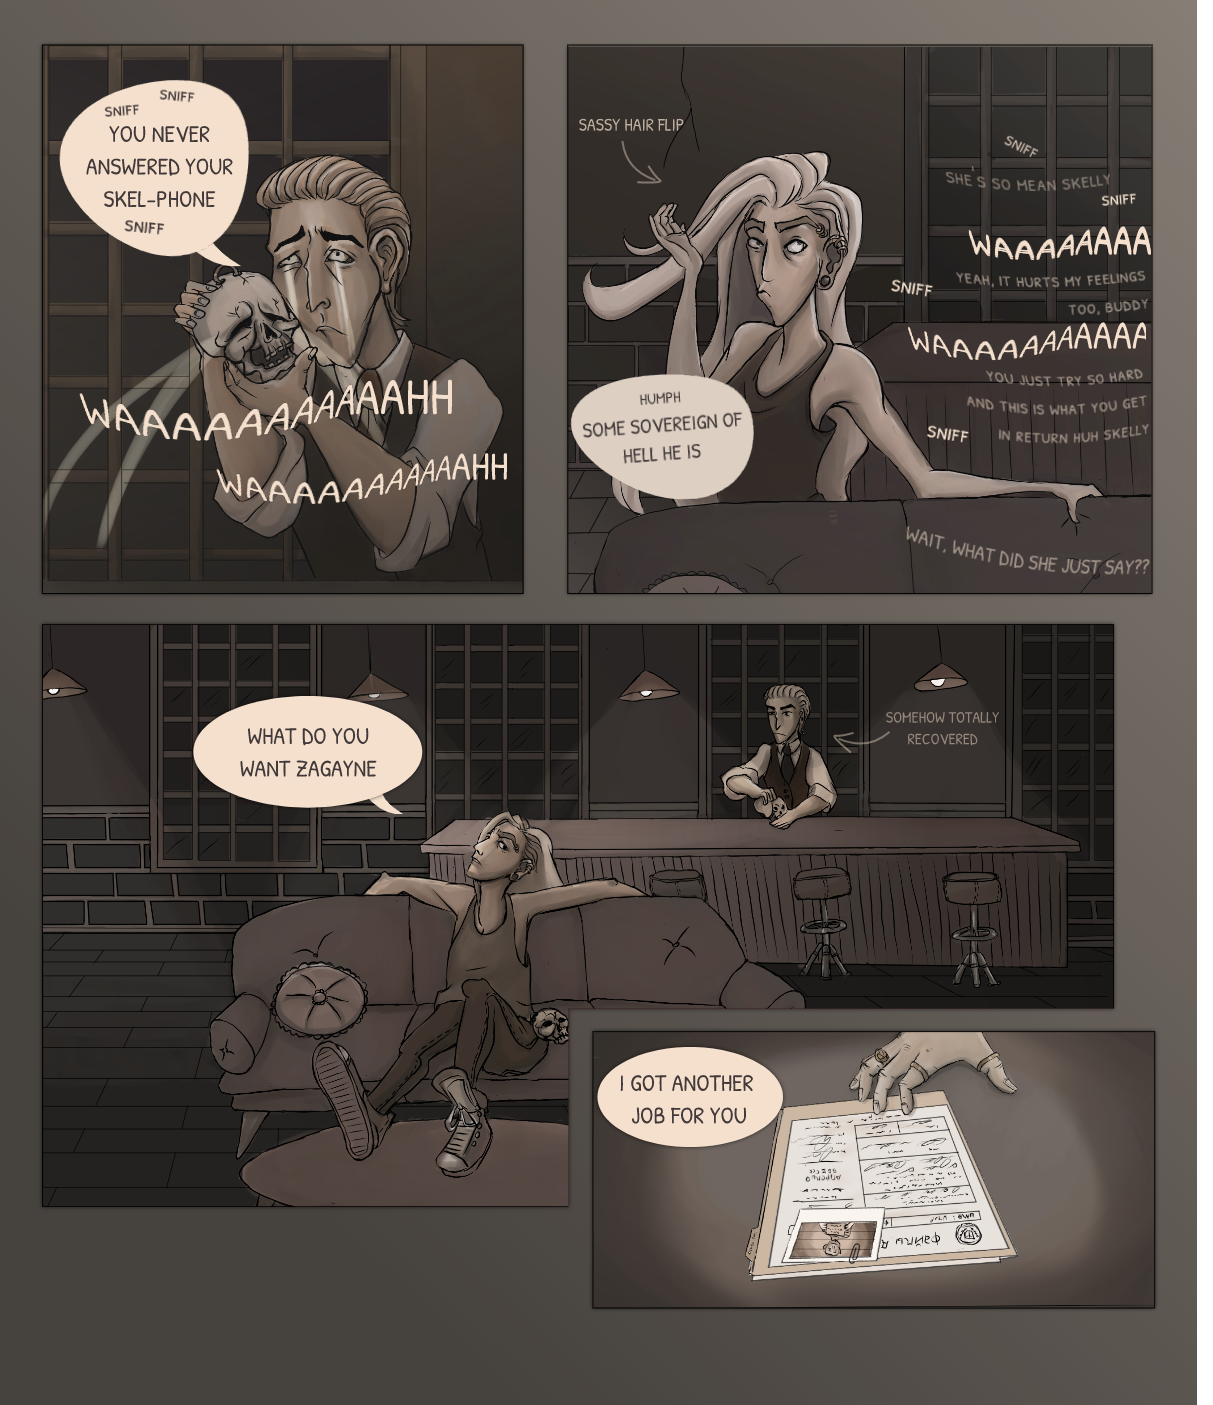 SNIFF SNIFF
YOU NEVER
ANSWERED YOUR
SKEL-PHONE
SNIFF
WAAAAAAAAAAAAHH
WAAAAAAAAAAAAHH
SASSY HAIR FLIP
SNIFF
SHE'S SO MEAN SKELLY
SNIFF
WAAAAAAAA
YEAH, IT HURTS MY FEELINGS
SNIFF
TOO, BUDDY
WAAAAAAAAAAA
YOU JUST TRY SO HARD
AND THIS IS WHAT YOU GET
SNIFF
IN RETURN HUH SKELLY
HUMPH
SOME SOVEREIGN OF
HELL HE IS
WAIT, WHAT DID SHE JUST SAY??
WHAT DO YOU
WANT ZAGAYNE
SOMEHOW TOTALLY
RECOVERED
I GOT ANOTHER
JOB FOR YOU